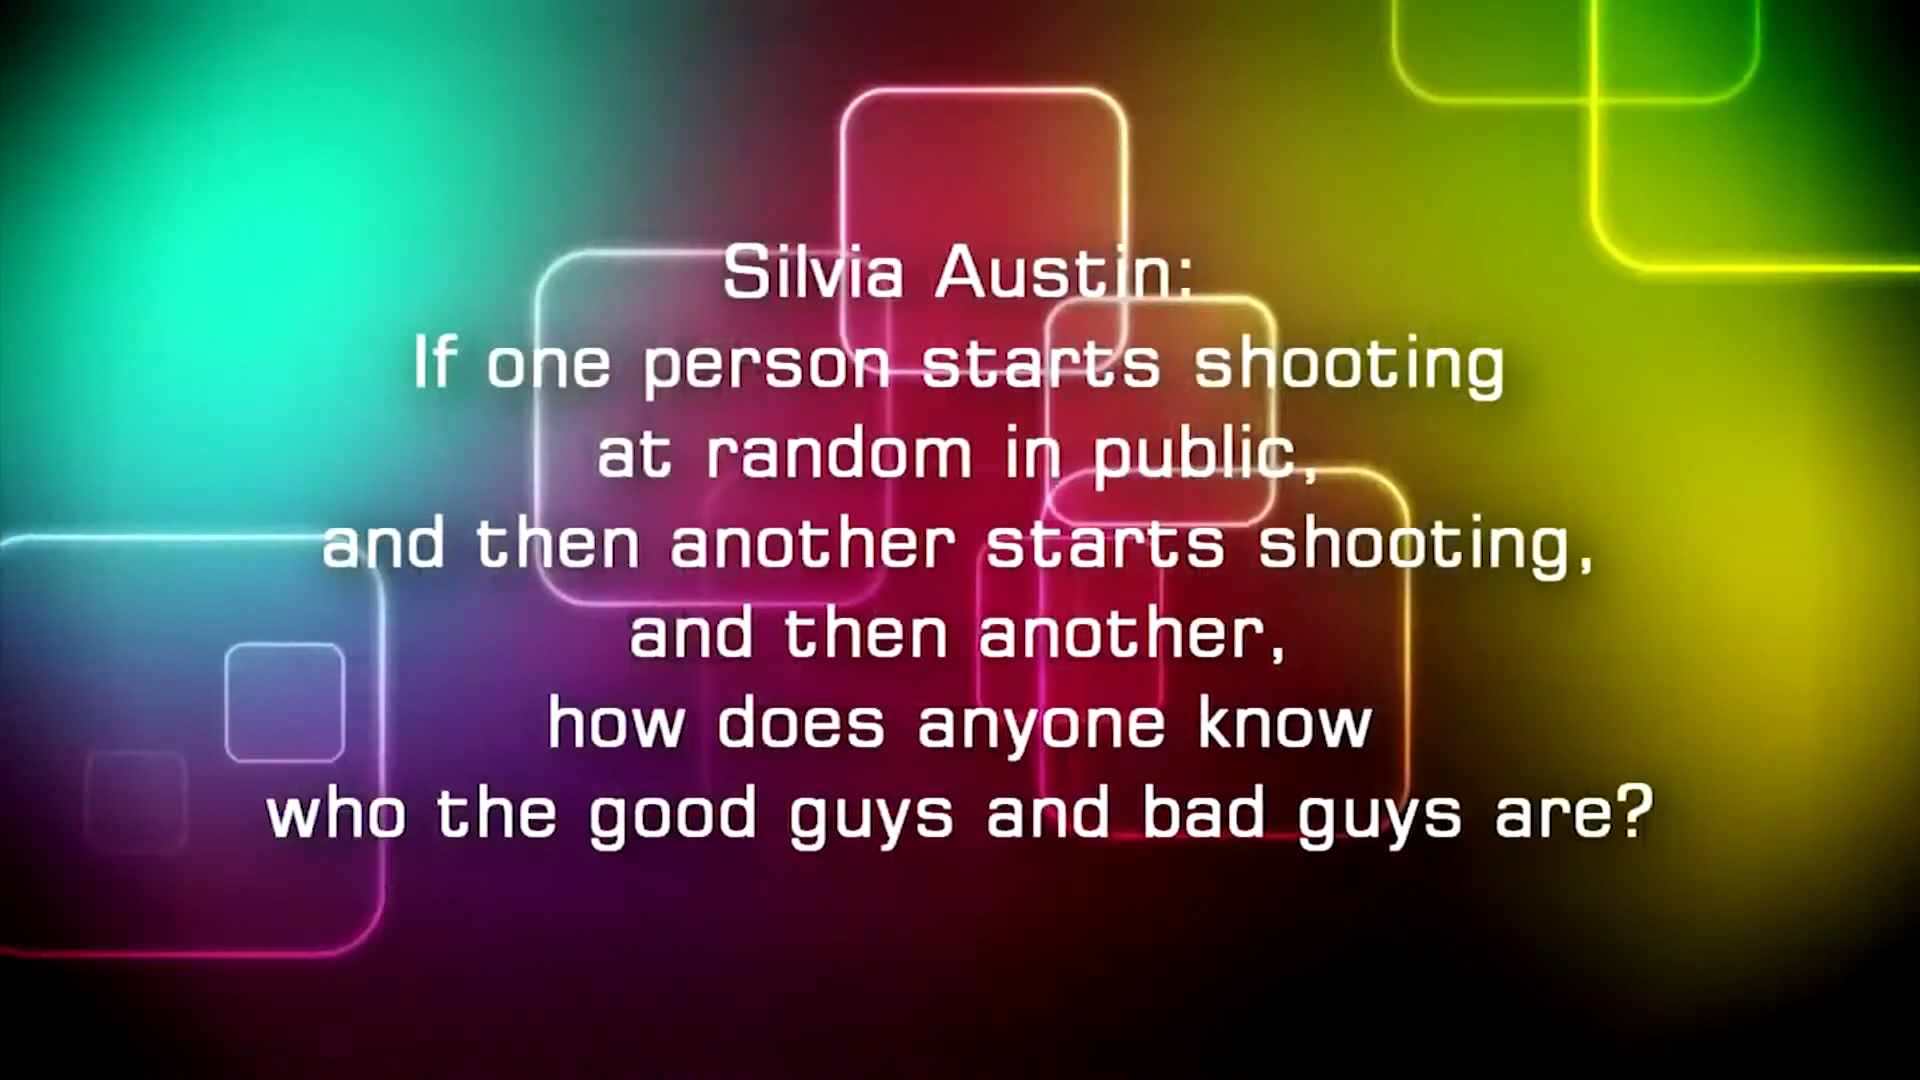 Silvia Austin:
If one person starts shooting
at random in public,
and then another starts shooting,
and then another,
how does anyone know
who the good guys and bad guys are?